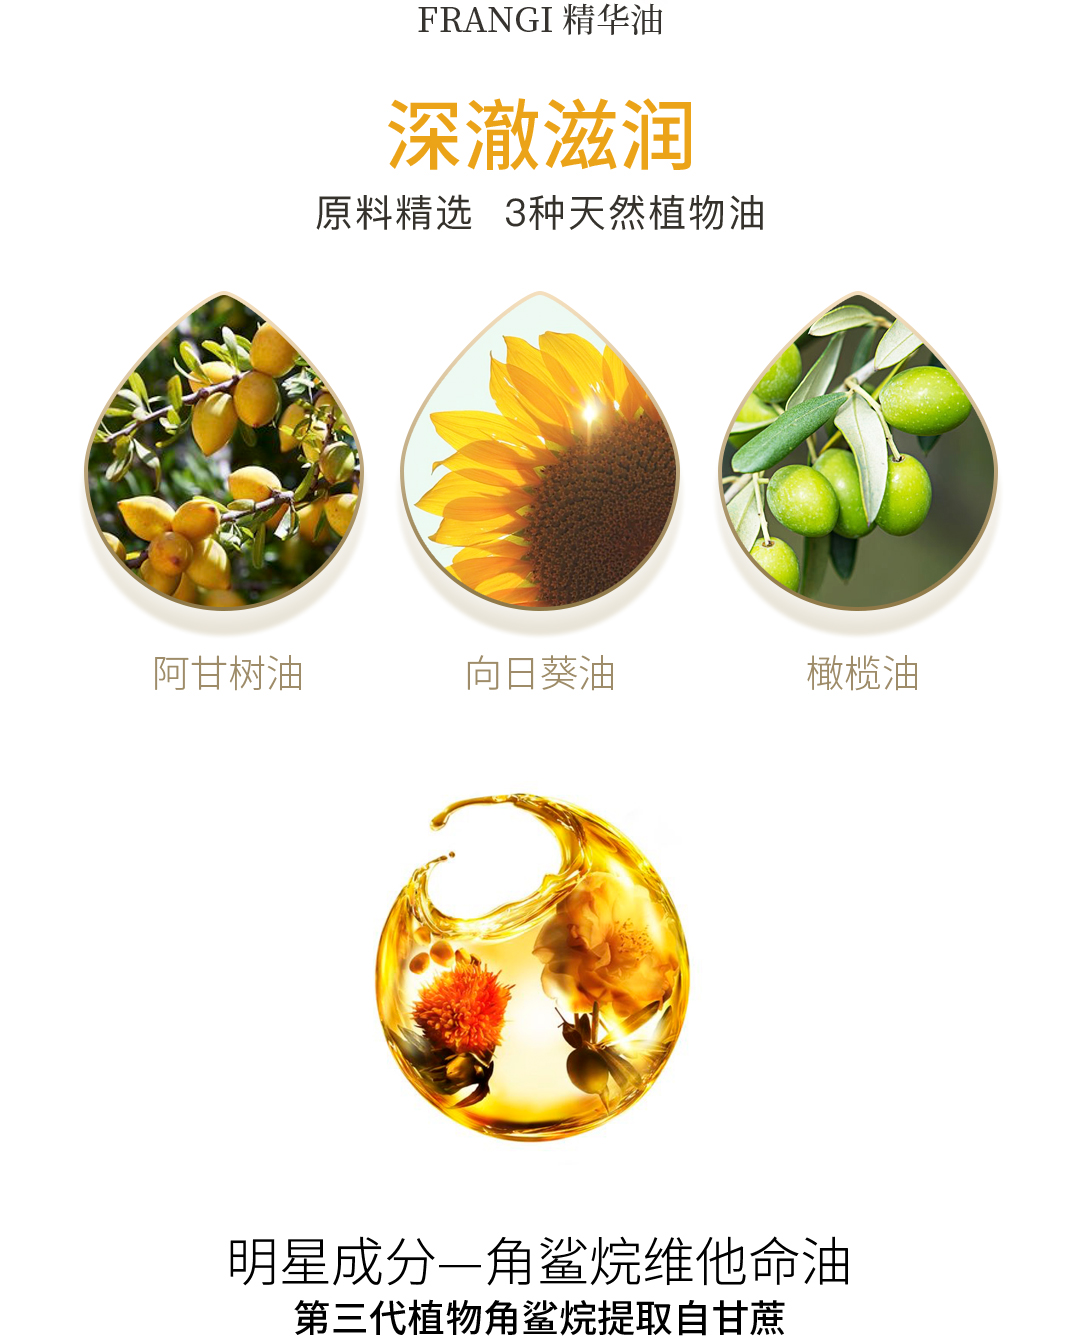 FRANGI 精华油
深澈滋润
原料精选 3种天然植物油
阿甘树油
向日葵油
橄榄油
明星成分—角鲨烷维他命油
第三代植物角鲨烷提取自甘蔗